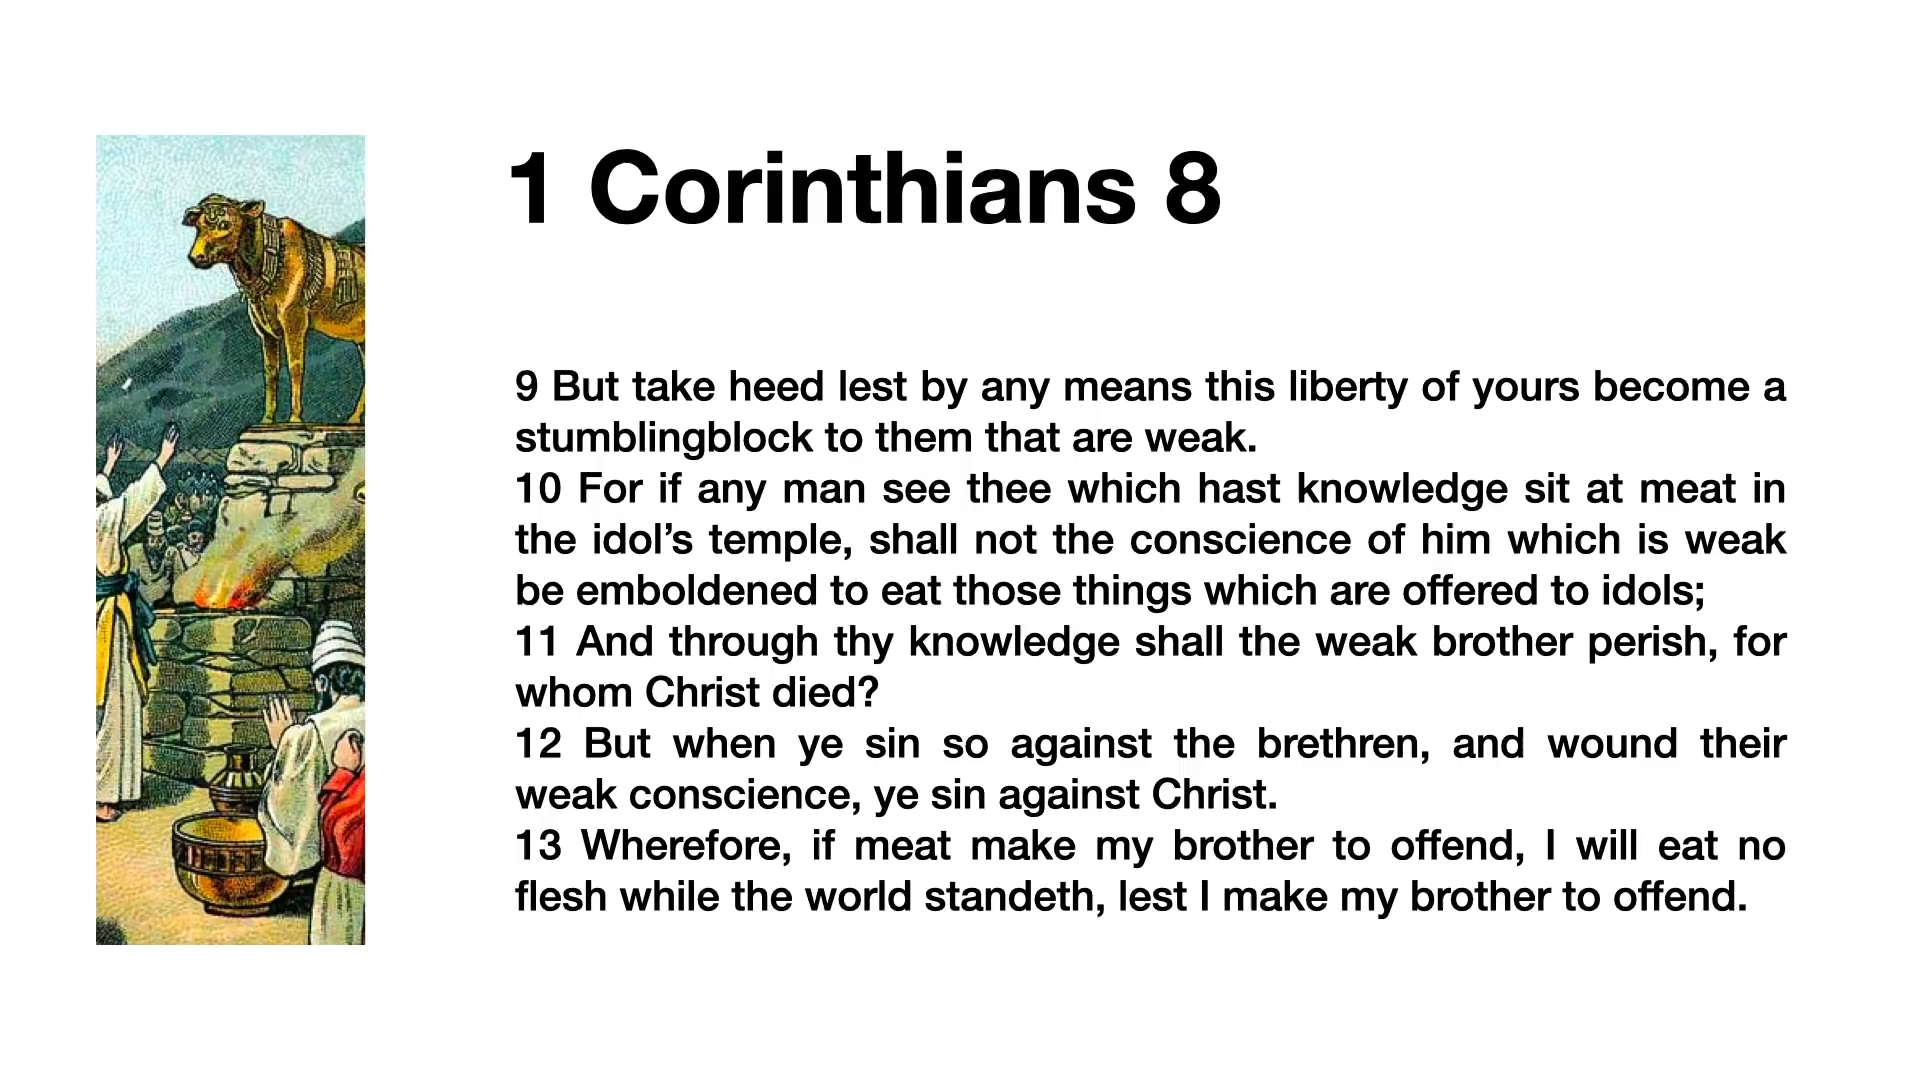 1 Corinthians 8
9 But take heed lest by any means this liberty of yours become a
stumblingblock to them that are weak.
10 For if any man see thee which hast knowledge sit at meat in
the idol’s temple, shall not the conscience of him which is weak
be emboldened to eat those things which are offered to idols;
11 And through thy knowledge shall the weak brother perish, for
whom Christ died?
12 But when ye sin so against the brethren, and wound their
weak conscience, ye sin against Christ.
13 Wherefore, if meat make my brother to offend, I will eat no
flesh while the world standeth, lest I make my brother to offend.